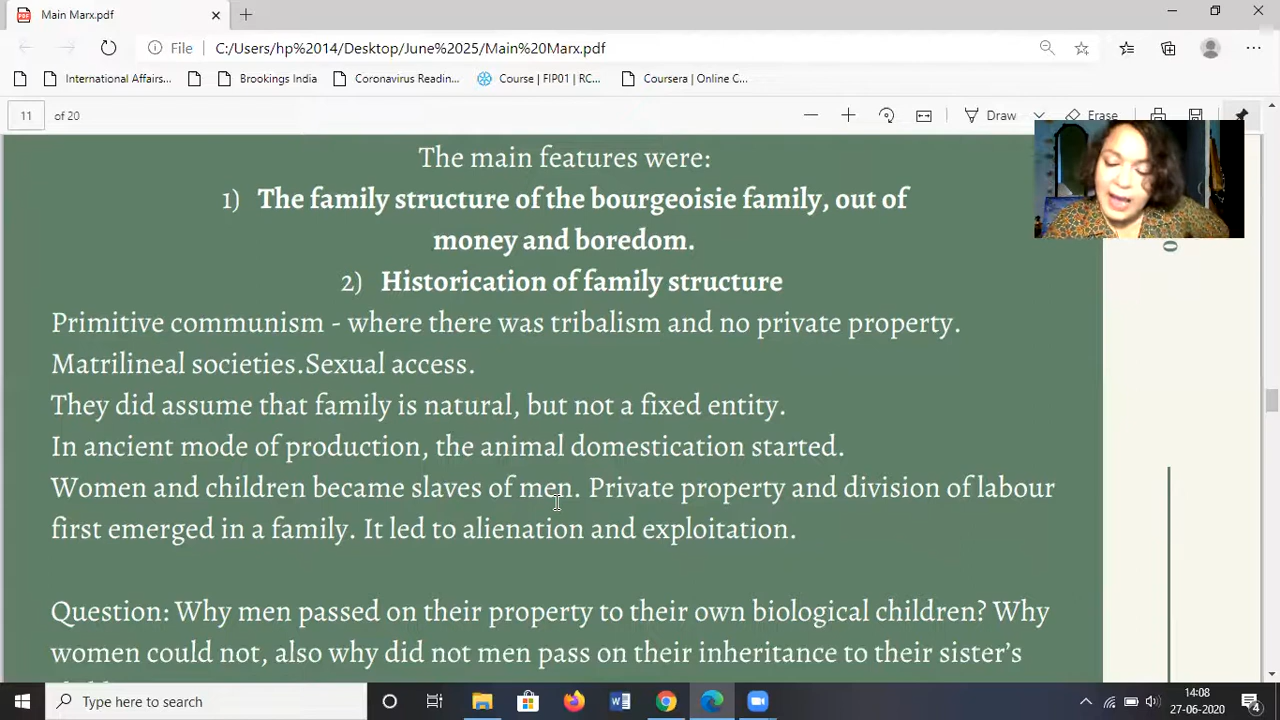 Main Marx.pdf
File C:/Users/hp%2014/Desktop/June%2025/Main%20Marx.pdf
International Affairs... Brookings India Coronavirus Readin... Course | FIP01 | RC... Coursera | Online C...
11 of 20 Draw Erase
The main features were:
1) The family structure of the bourgeoisie family, out of
money and boredom.
2) Historication of family structure
Primitive communism - where there was tribalism and no private property.
Matrilineal societies.Sexual access.
They did assume that family is natural, but not a fixed entity.
In ancient mode of production, the animal domestication started.
Women and children became slaves of men. Private property and division of labour
first emerged in a family. It led to alienation and exploitation.
Question: Why men passed on their property to their own biological children? Why
women could not, also why did not men pass on their inheritance to their sister's
Type here to search
14:08
27-06-2020
4